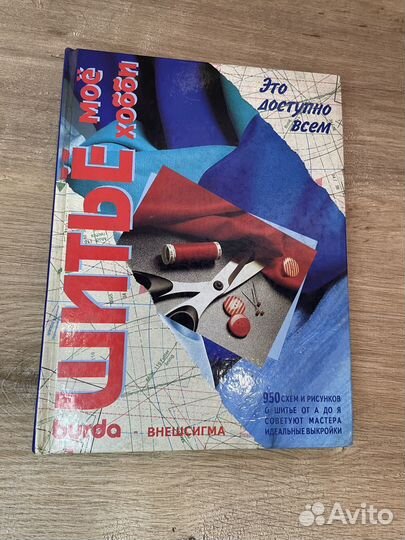 ШИТЬЁ
моё
хобби
Это
доступно
всем
950 СХЕМ И РИСУНКОВ
О ШИТЬЕ ОТ А ДО Я
СОВЕТУЮТ МАСТЕРА
ИДЕАЛЬНЫЕ ВЫКРОЙКИ
burda - ВНЕШСИГМА
Avito